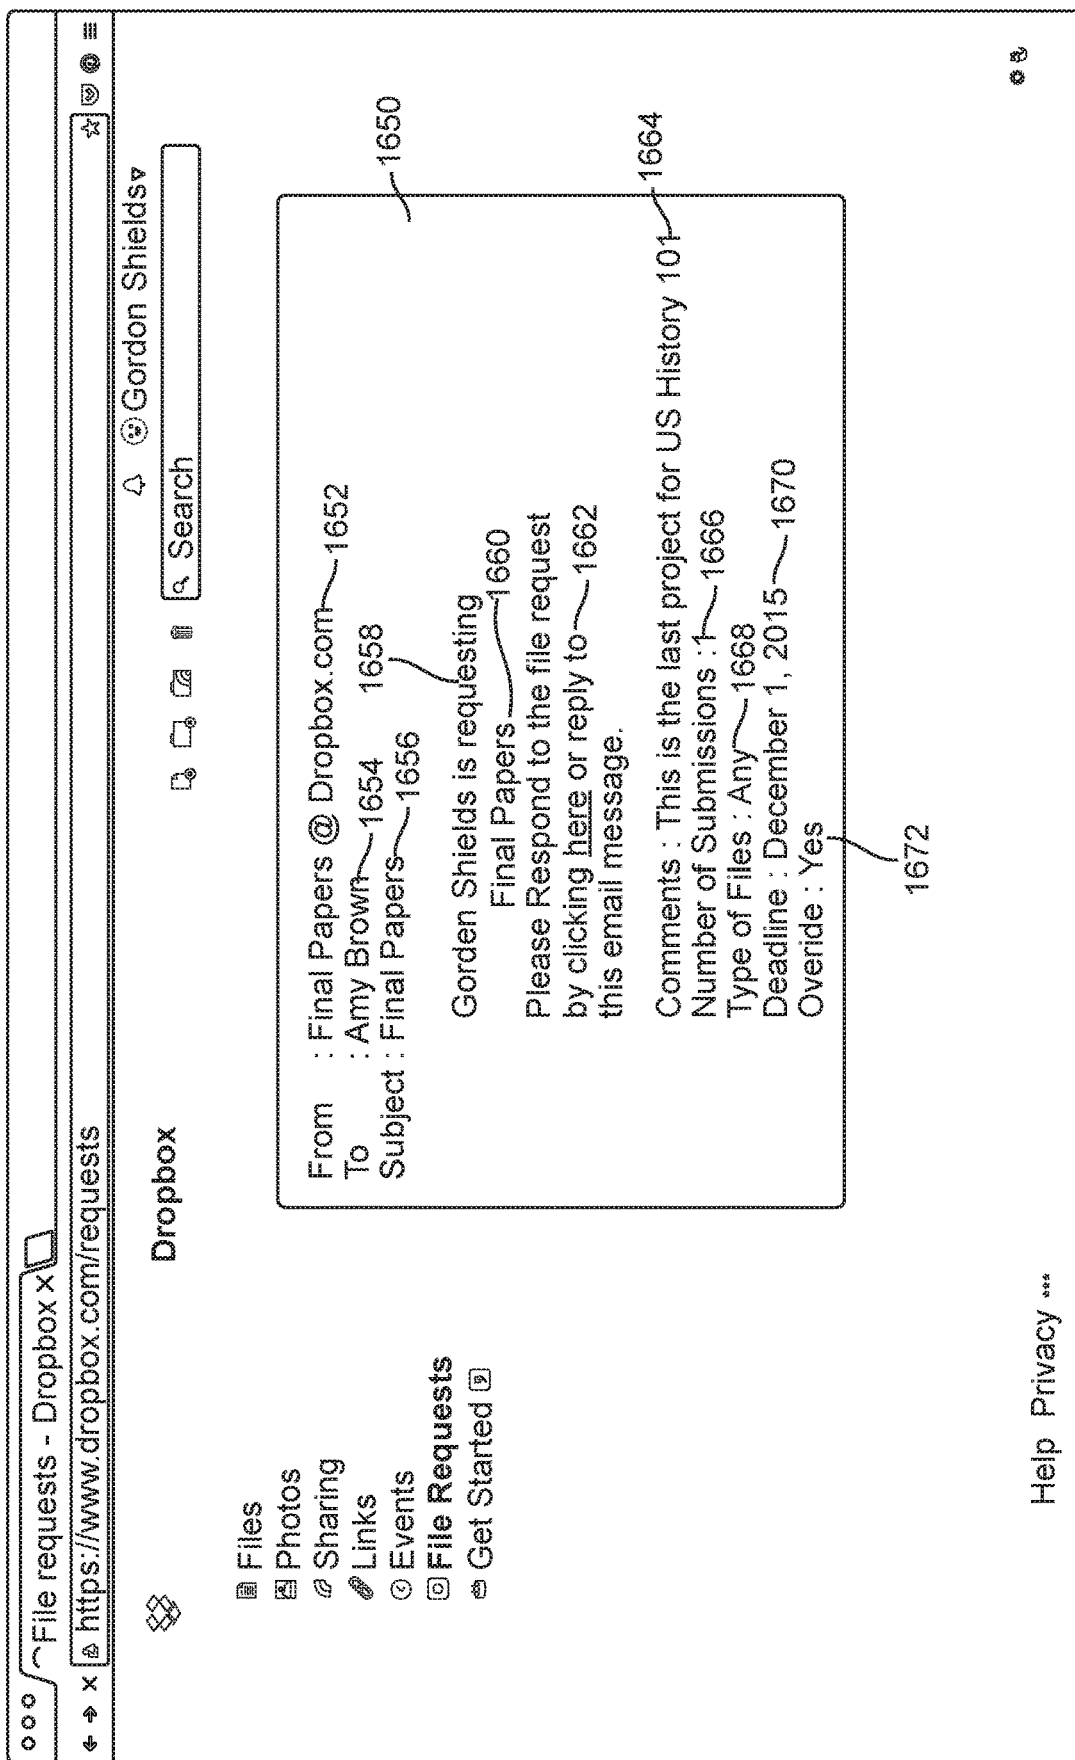 File requests - Dropbox x
https://www.dropbox.com/requests
Gordon Shields
Dropbox
Search
Files
Photos
Sharing
Links
Events
File Requests
Get Started
1650
From : Final Papers @ Dropbox.com 1652
To : Amy Brown 1654
Subject : Final Papers 1656
1658
Gorden Shields is requesting
Final Papers 1660
Please Respond to the file request
by clicking here or reply to 1662
this email message.
Comments : This is the last project for US History 101 1664
Number of Submissions : 1 1666
Type of Files : Any 1668
Deadline : December 1, 2015 1670
Overide : Yes
1672
Help Privacy ...